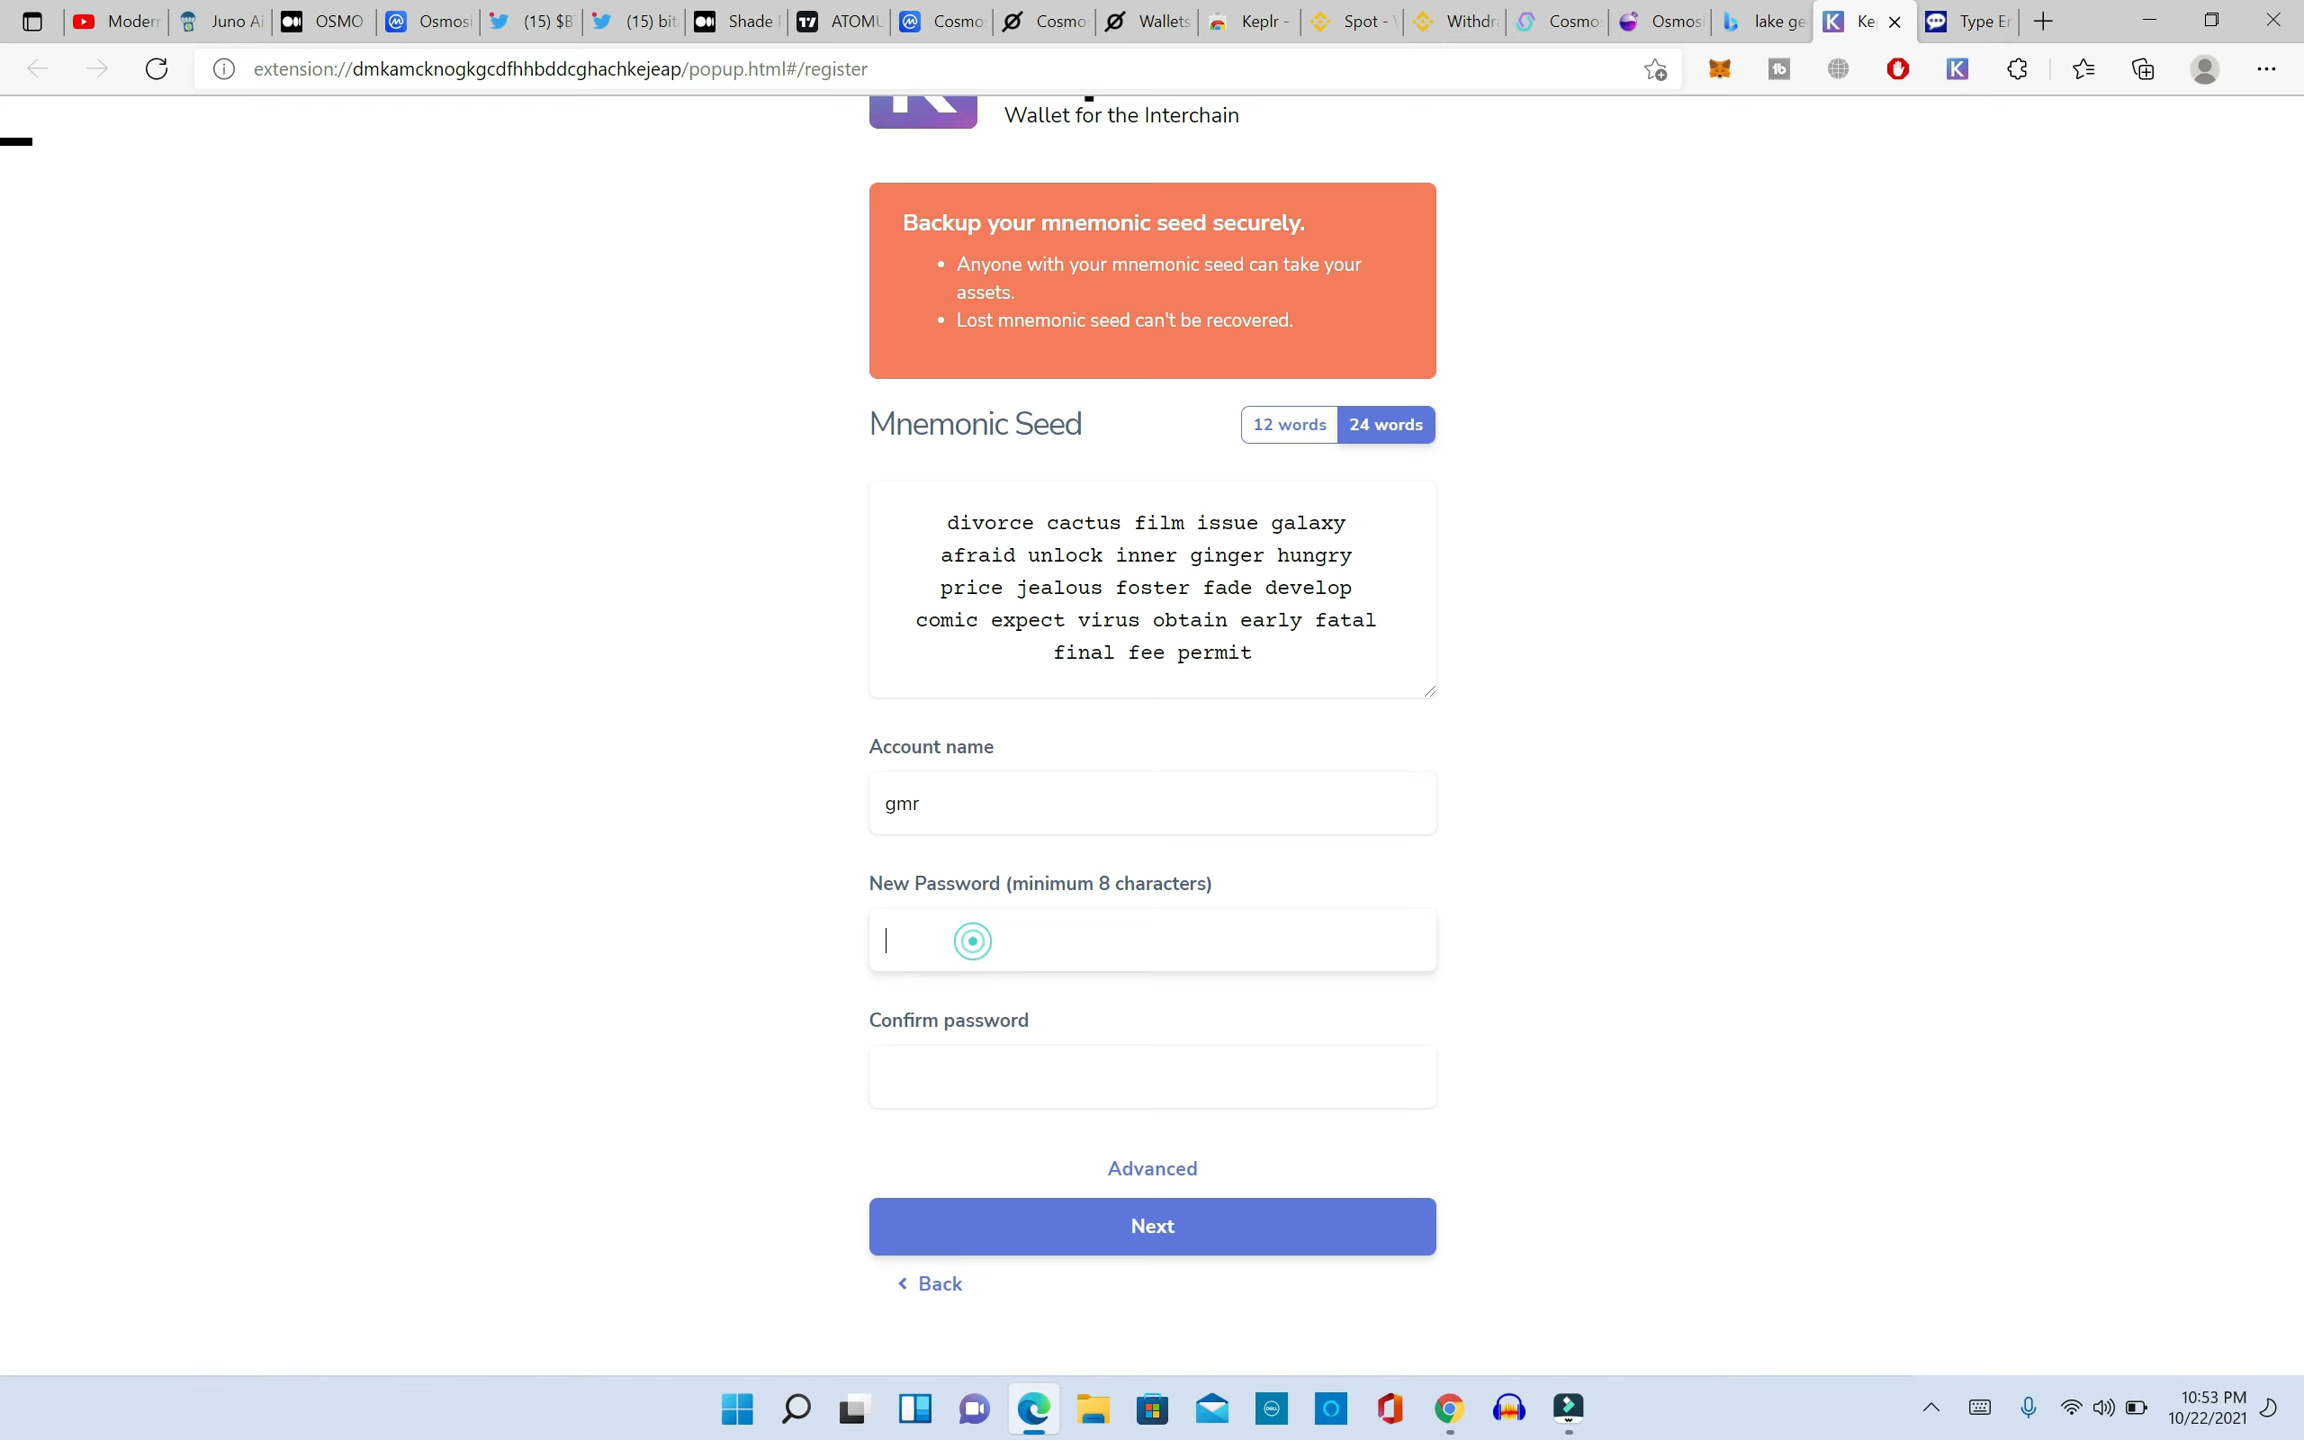 Modern
Juno Ai
OSMO
Osmosi
(15) $B
(15) bit
Shade
ATOMU
Cosmo
Cosmo
Wallets
Keplr -
Spot -
Withdr
Cosmo
Osmosi
lake ge
Ke
Type Er
extension://dmkamcknogkgcdfhhbddcghachkejeap/popup.html#/register
Wallet for the Interchain
Backup your mnemonic seed securely.
• Anyone with your mnemonic seed can take your
assets.
• Lost mnemonic seed can't be recovered.
Mnemonic Seed
12 words
24 words
divorce cactus film issue galaxy
afraid unlock inner ginger hungry
price jealous foster fade develop
comic expect virus obtain early fatal
final fee permit
Account name
gmr
New Password (minimum 8 characters)
Confirm password
Advanced
Next
Back
10:53 PM
10/22/2021